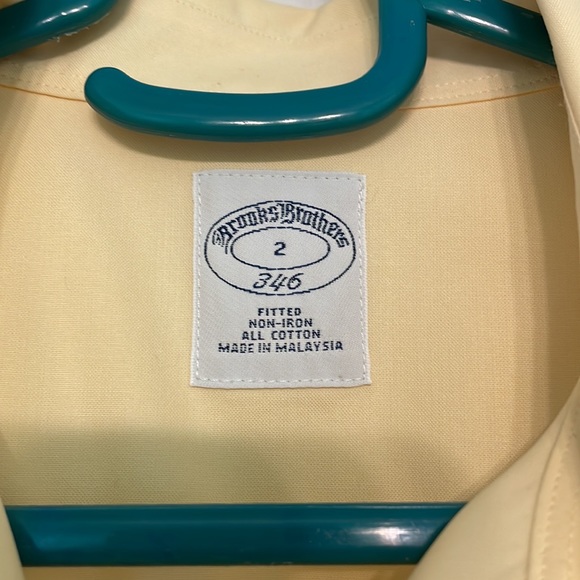 Brooks Brothers
2
346
FITTED
NON-IRON
ALL COTTON
MADE IN MALAYSIA